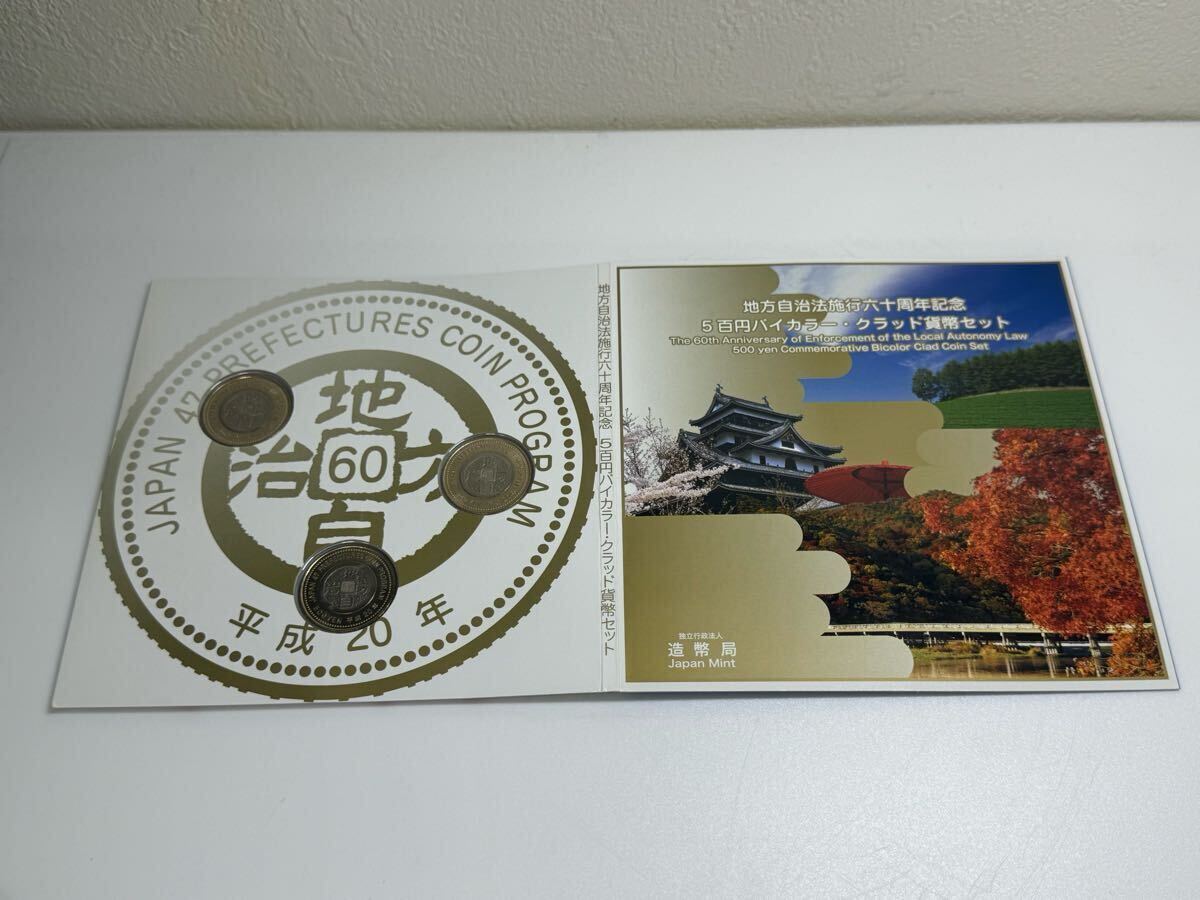 JAPAN 47 PREFECTURES COIN PROGRAM
地
治 60 方
自
平成 20 年
地方自治法施行六十周年記念 5百円バイカラー・クラッド貨幣セット
地方自治法施行六十周年記念
5百円バイカラー・クラッド貨幣セット
The 60th Anniversary of Enforcement of the Local Autonomy Law
500 yen Commemorative Bicolor Clad Coin Set
独立行政法人
造幣局
Japan Mint